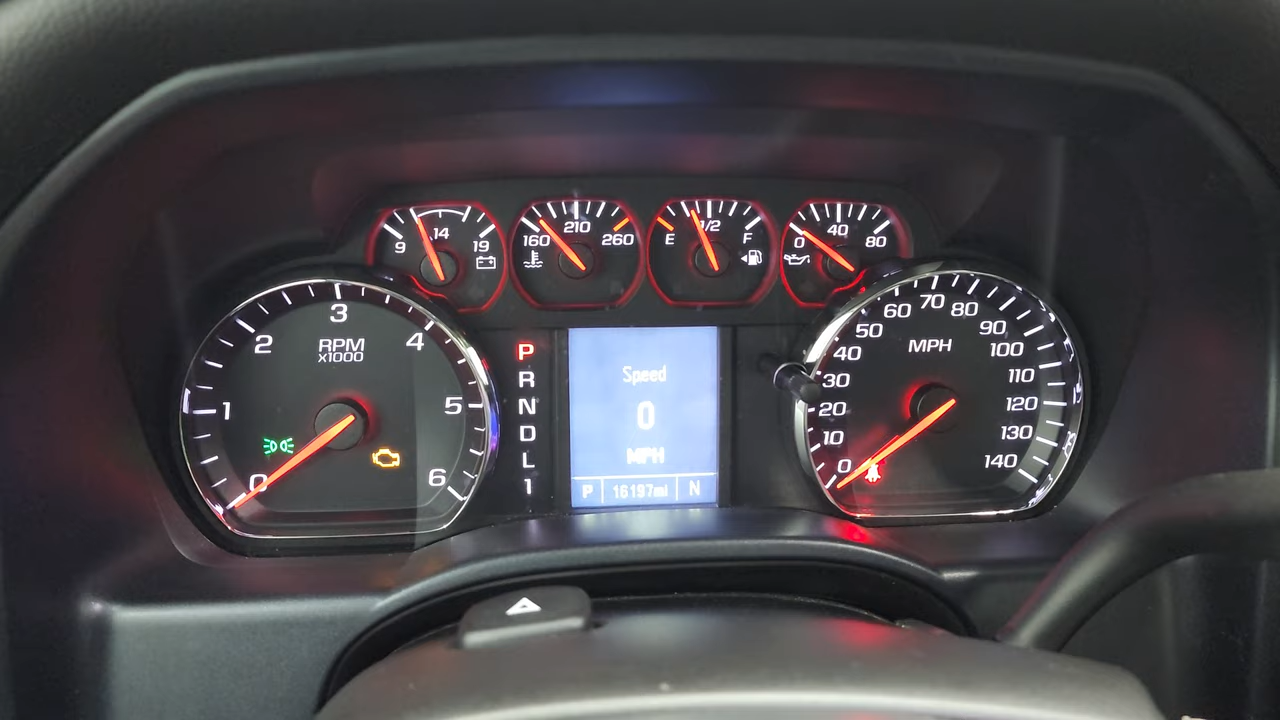 9 14 19
160 210 260
E 1/2 F
0 40 80
0 1 2 3 4 5 6
RPM
x1000
P
R
N
D
L
1
Speed
0
MPH
P 16197mi N
0 10 20 30 40 50 60 70 80 90 100 110 120 130 140
MPH